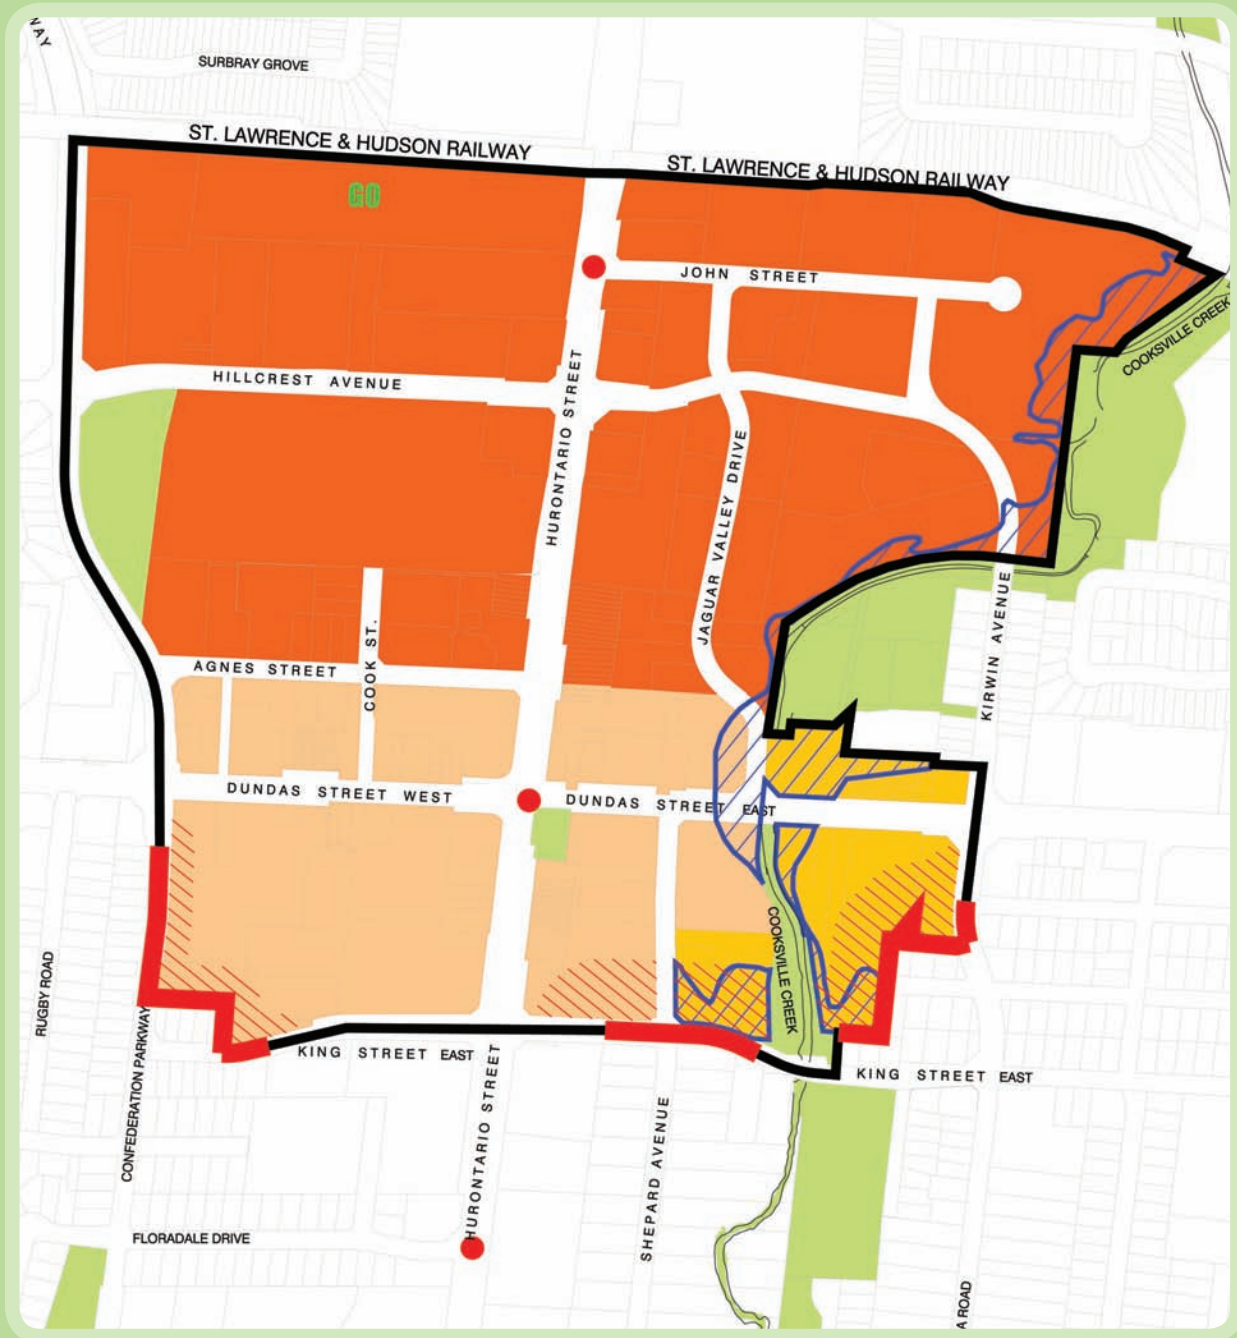 WAY
SURBRAY GROVE
ST. LAWRENCE & HUDSON RAILWAY
ST. LAWRENCE & HUDSON RAILWAY
GO
JOHN STREET
COOKSVILLE CREEK
HILLCREST AVENUE
HURONTARIO STREET
JAGUAR VALLEY DRIVE
KIRWIN AVENUE
AGNES STREET
COOK ST.
DUNDAS STREET WEST
DUNDAS STREET EAST
COOKSVILLE CREEK
RUGBY ROAD
CONFEDERATION PARKWAY
KING STREET EAST
KING STREET EAST
HURONTARIO STREET
SHEPARD AVENUE
FLORADALE DRIVE
A ROAD